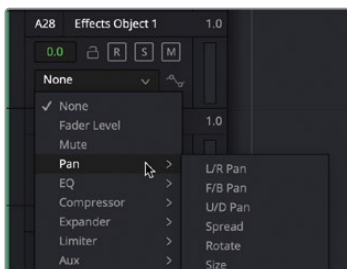 A28 Effects Object 1 1.0
0.0 R S M
None
None
Fader Level
1.0
Mute
Pan
L/R Pan
EQ
F/B Pan
Compressor
U/D Pan
Expander
Spread
Limiter
Rotate
Aux
Size